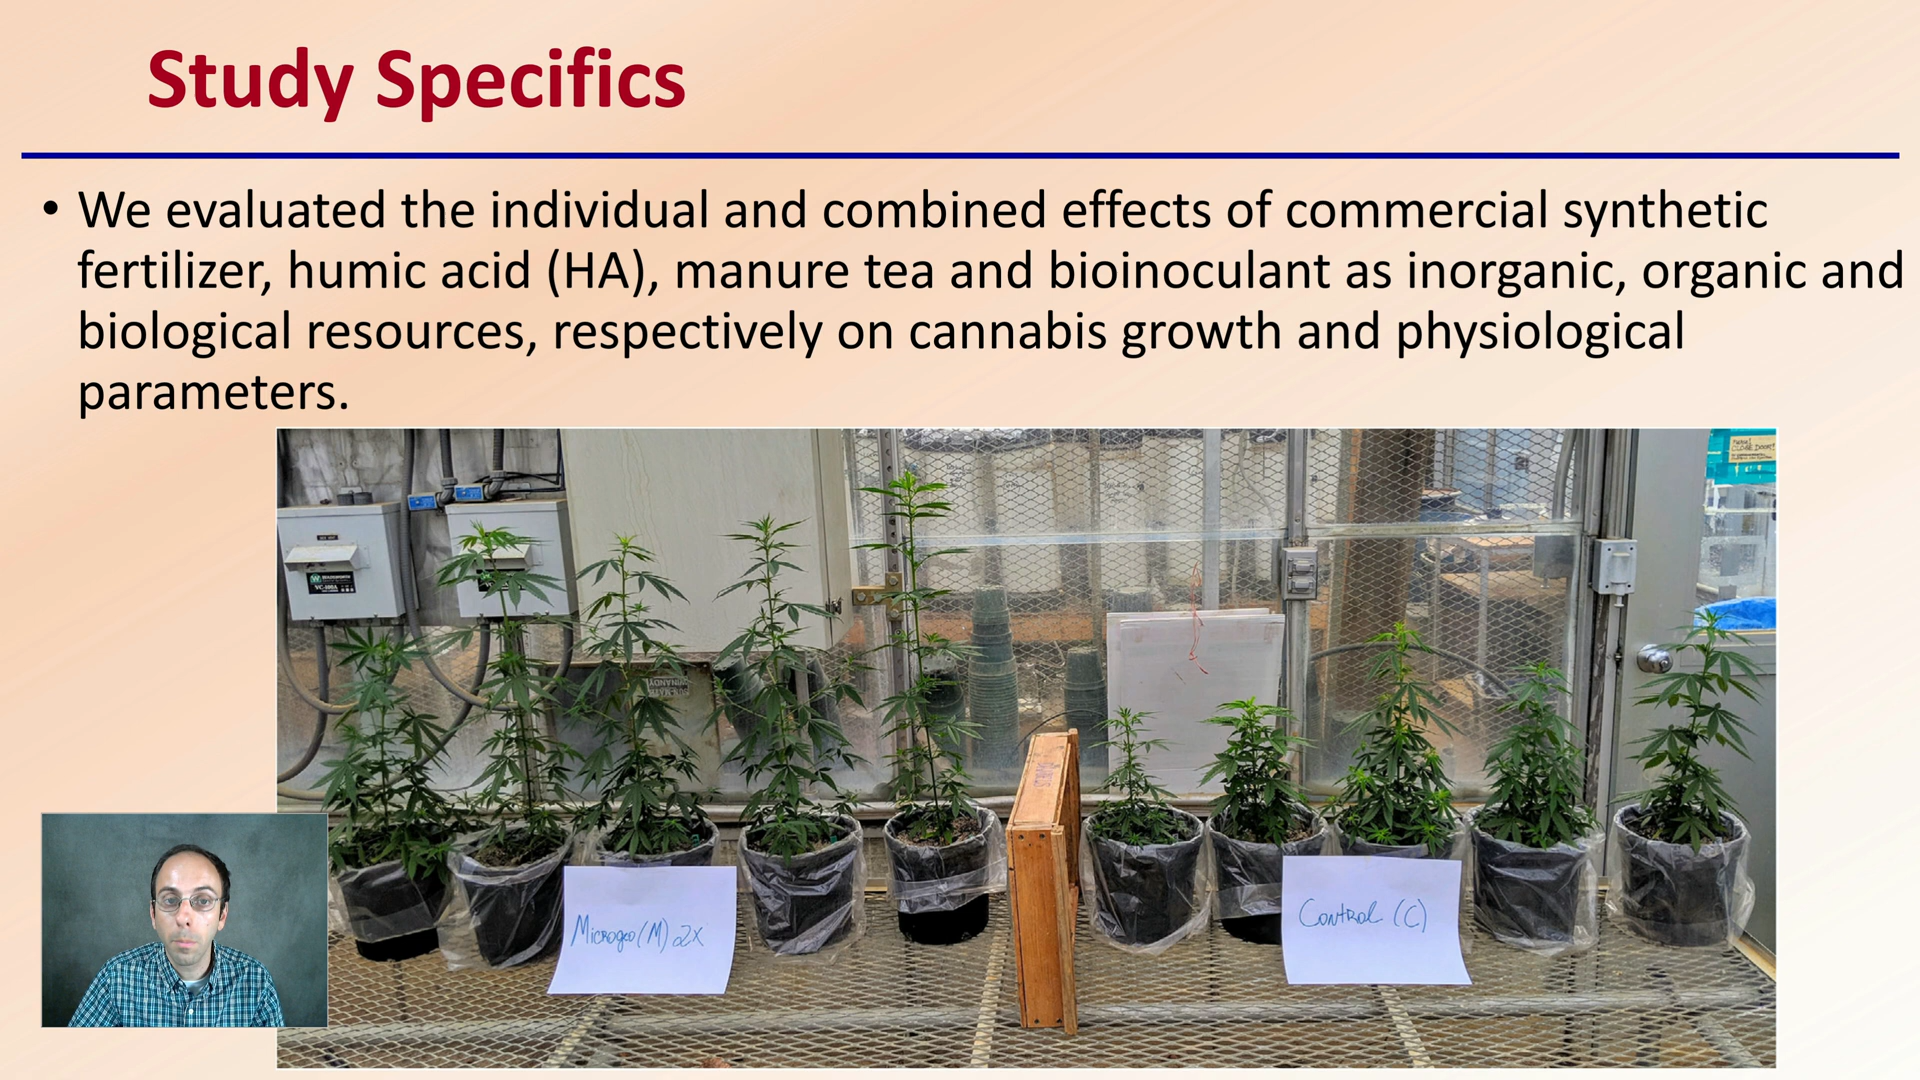 Study Specifics
• We evaluated the individual and combined effects of commercial synthetic
fertilizer, humic acid (HA), manure tea and bioinoculant as inorganic, organic and
biological resources, respectively on cannabis growth and physiological
parameters.
Microgeo (M) 2X
Control (C)